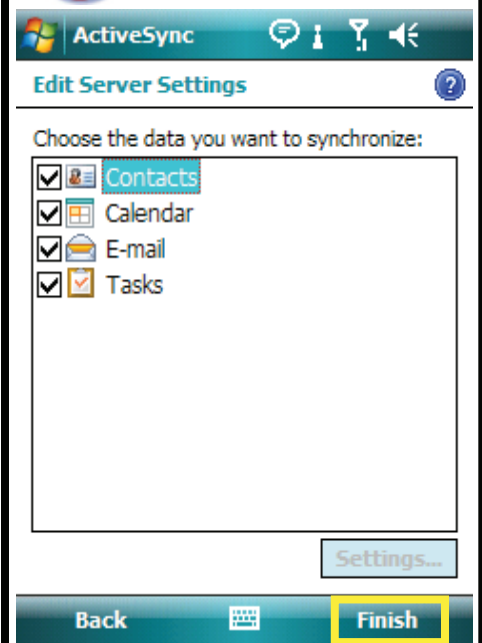 ActiveSync
Edit Server Settings
?
Choose the data you want to synchronize:
Contacts
Calendar
E-mail
Tasks
Settings...
Back Finish